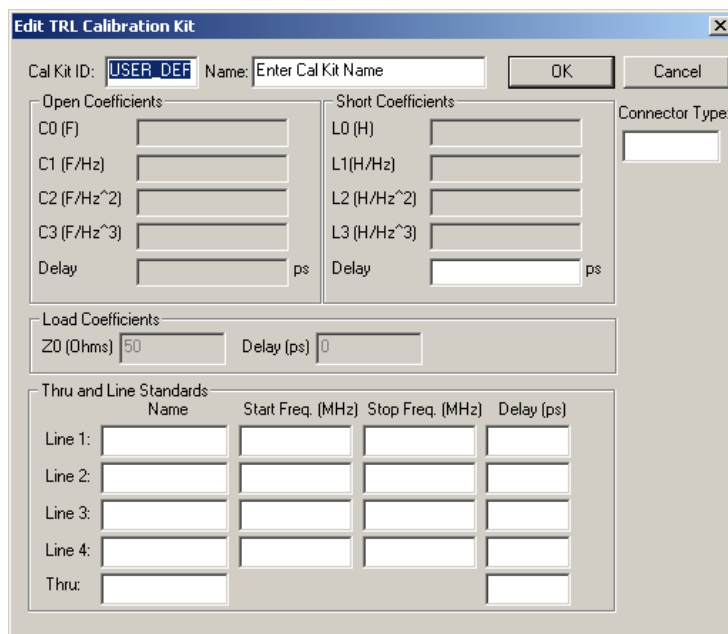 Edit TRL Calibration Kit
Cal Kit ID: USER_DEF Name: Enter Cal Kit Name OK Cancel
Open Coefficients Short Coefficients
Connector Type:
C0 (F) L0 (H)
C1 (F/Hz) L1(H/Hz)
C2 (F/Hz^2) L2 (H/Hz^2)
C3 (F/Hz^3) L3 (H/Hz^3)
Delay ps Delay ps
Load Coefficients
Z0 (Ohms) 50 Delay (ps) 0
Thru and Line Standards
Name Start Freq. (MHz) Stop Freq. (MHz) Delay (ps)
Line 1:
Line 2:
Line 3:
Line 4:
Thru: